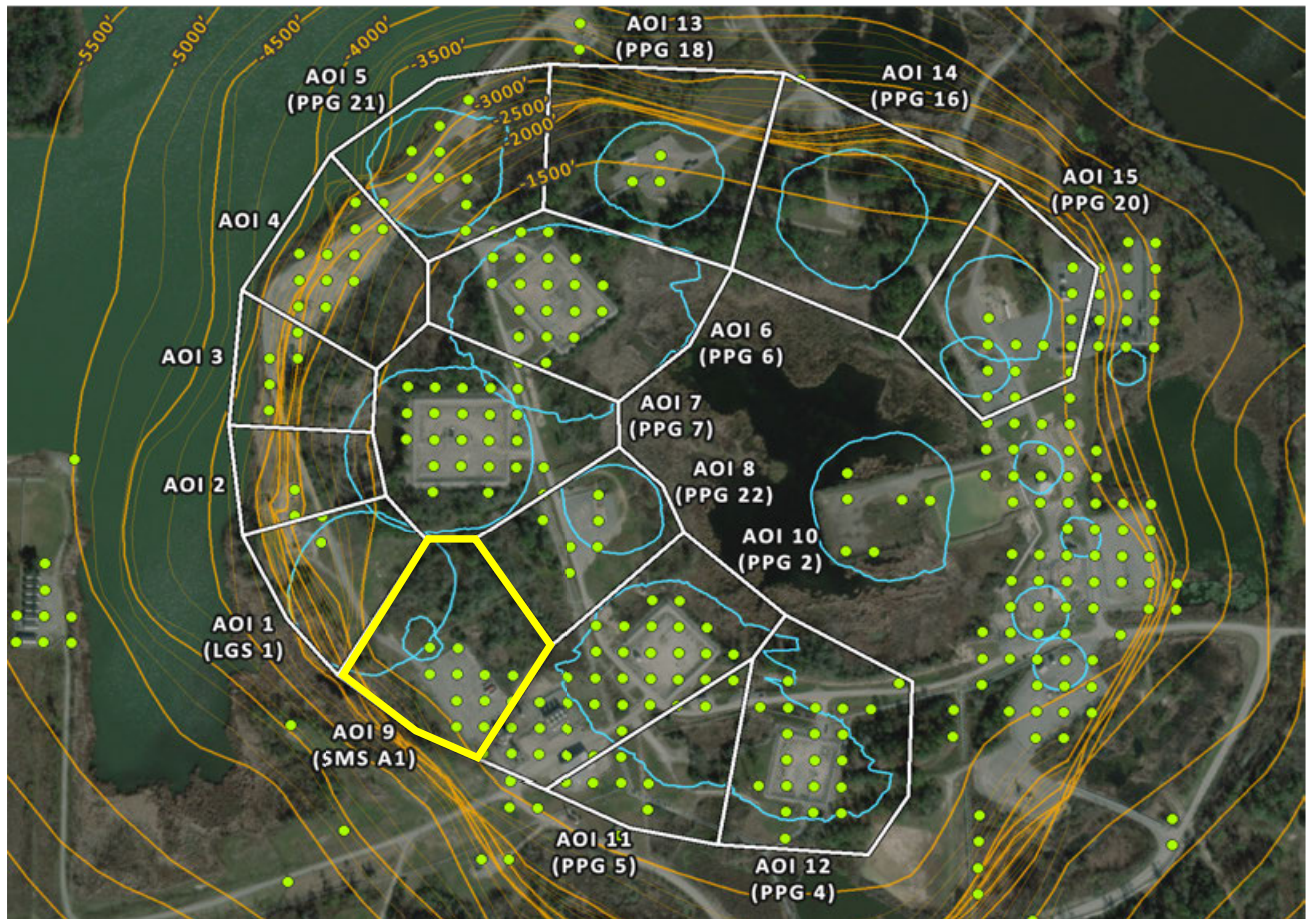 -5500'
-5000'
-4500'
-4000'
-3500'
-3000'
-2500'
-2000'
-1500'
AOI 13
(PPG 18)
AOI 5
(PPG 21)
AOI 14
(PPG 16)
AOI 15
(PPG 20)
AOI 4
AOI 3
AOI 6
(PPG 6)
AOI 7
(PPG 7)
AOI 2
AOI 8
(PPG 22)
AOI 10
(PPG 2)
AOI 1
(LGS 1)
AOI 9
(SMS A1)
AOI 11
(PPG 5)
AOI 12
(PPG 4)